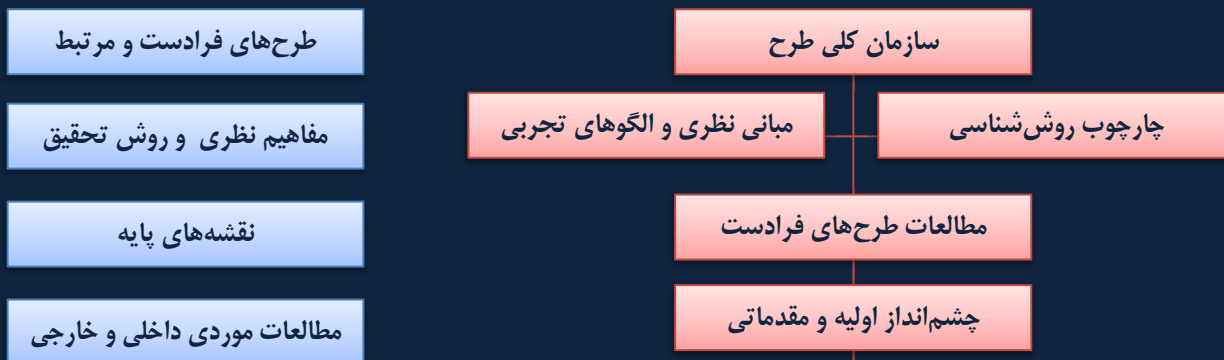 سازمان کلی طرح
طرح‌های فرادست و مرتبط
چارچوب روش‌شناسی
مبانی نظری و الگوهای تجربی
مفاهیم نظری و روش تحقیق
مطالعات طرح‌های فرادست
نقشه‌های پایه
چشم‌انداز اولیه و مقدماتی
مطالعات موردی داخلی و خارجی